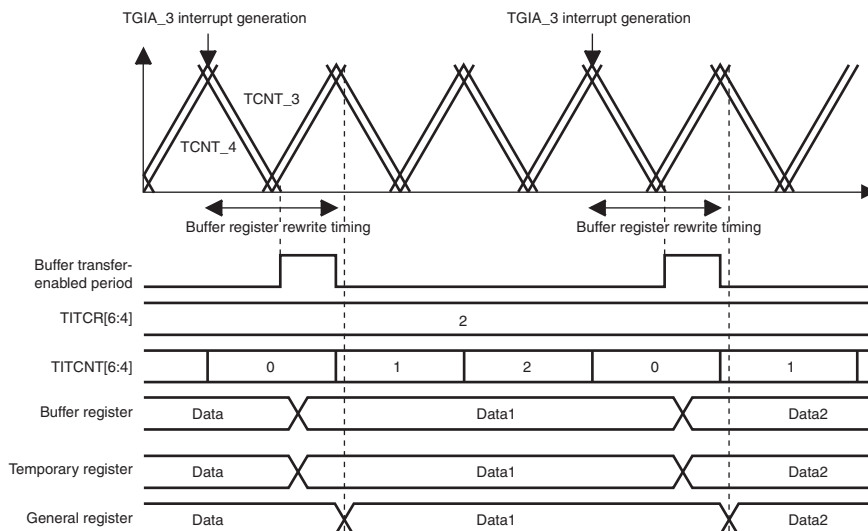 TGIA_3 interrupt generation
TGIA_3 interrupt generation
TCNT_3
TCNT_4
Buffer register rewrite timing
Buffer register rewrite timing
Buffer transfer-
enabled period
TITCR[6:4]
2
TITCNT[6:4]
0
1
2
0
1
Buffer register
Data
Data1
Data2
Temporary register
Data
Data1
Data2
General register
Data
Data1
Data2